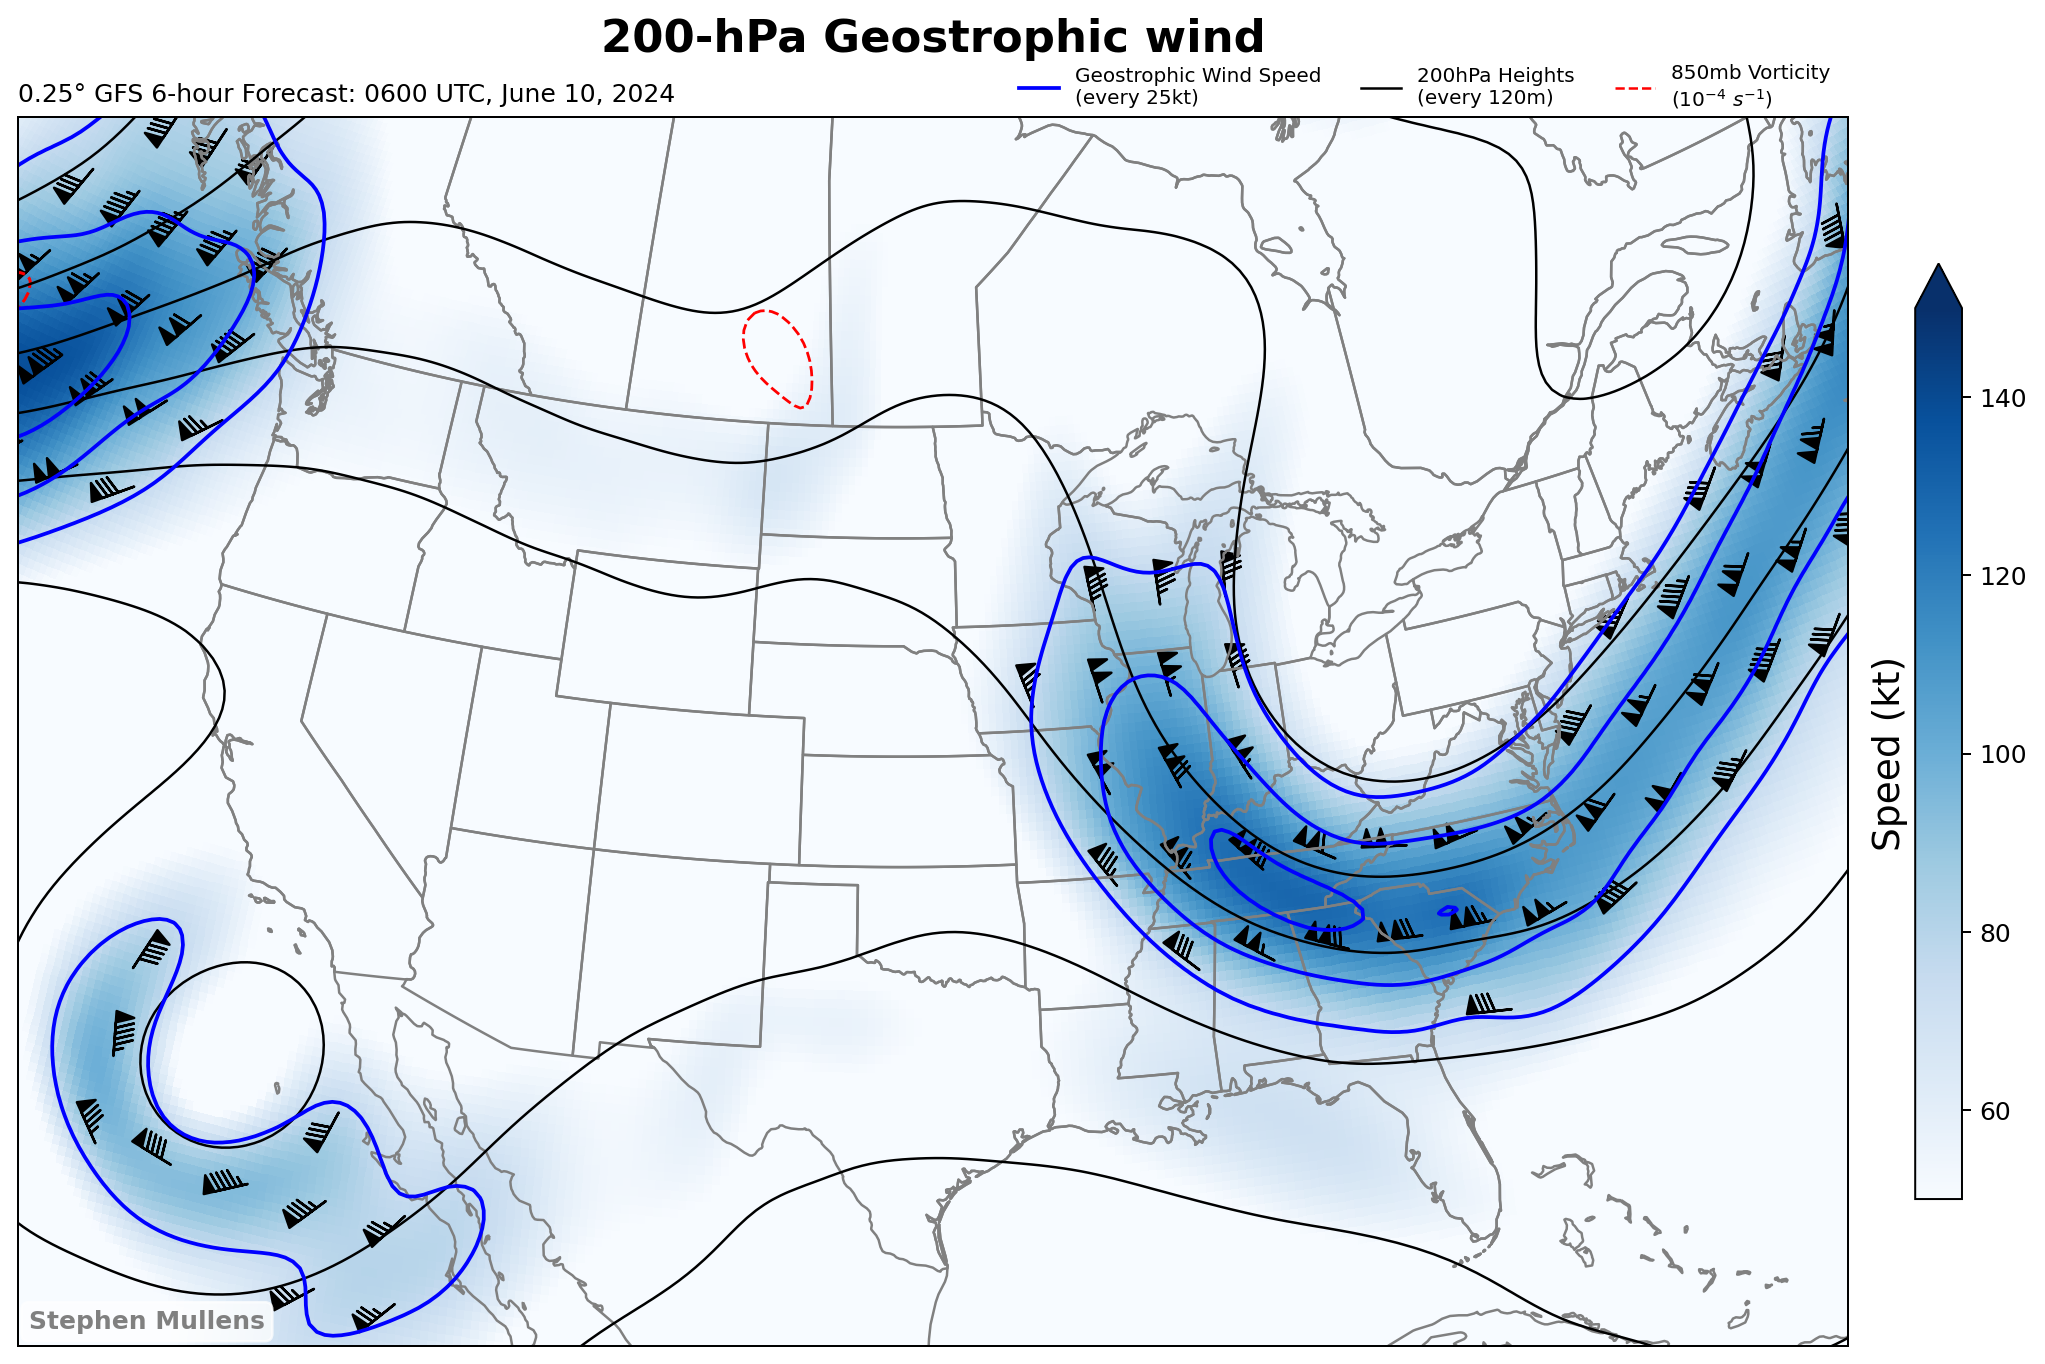 200-hPa Geostrophic wind
0.25° GFS 6-hour Forecast: 0600 UTC, June 10, 2024
Geostrophic Wind Speed
(every 25kt)
200hPa Heights
(every 120m)
850mb Vorticity
(10⁻⁴ s⁻¹)
140
120
100
80
60
Speed (kt)
Stephen Mullens